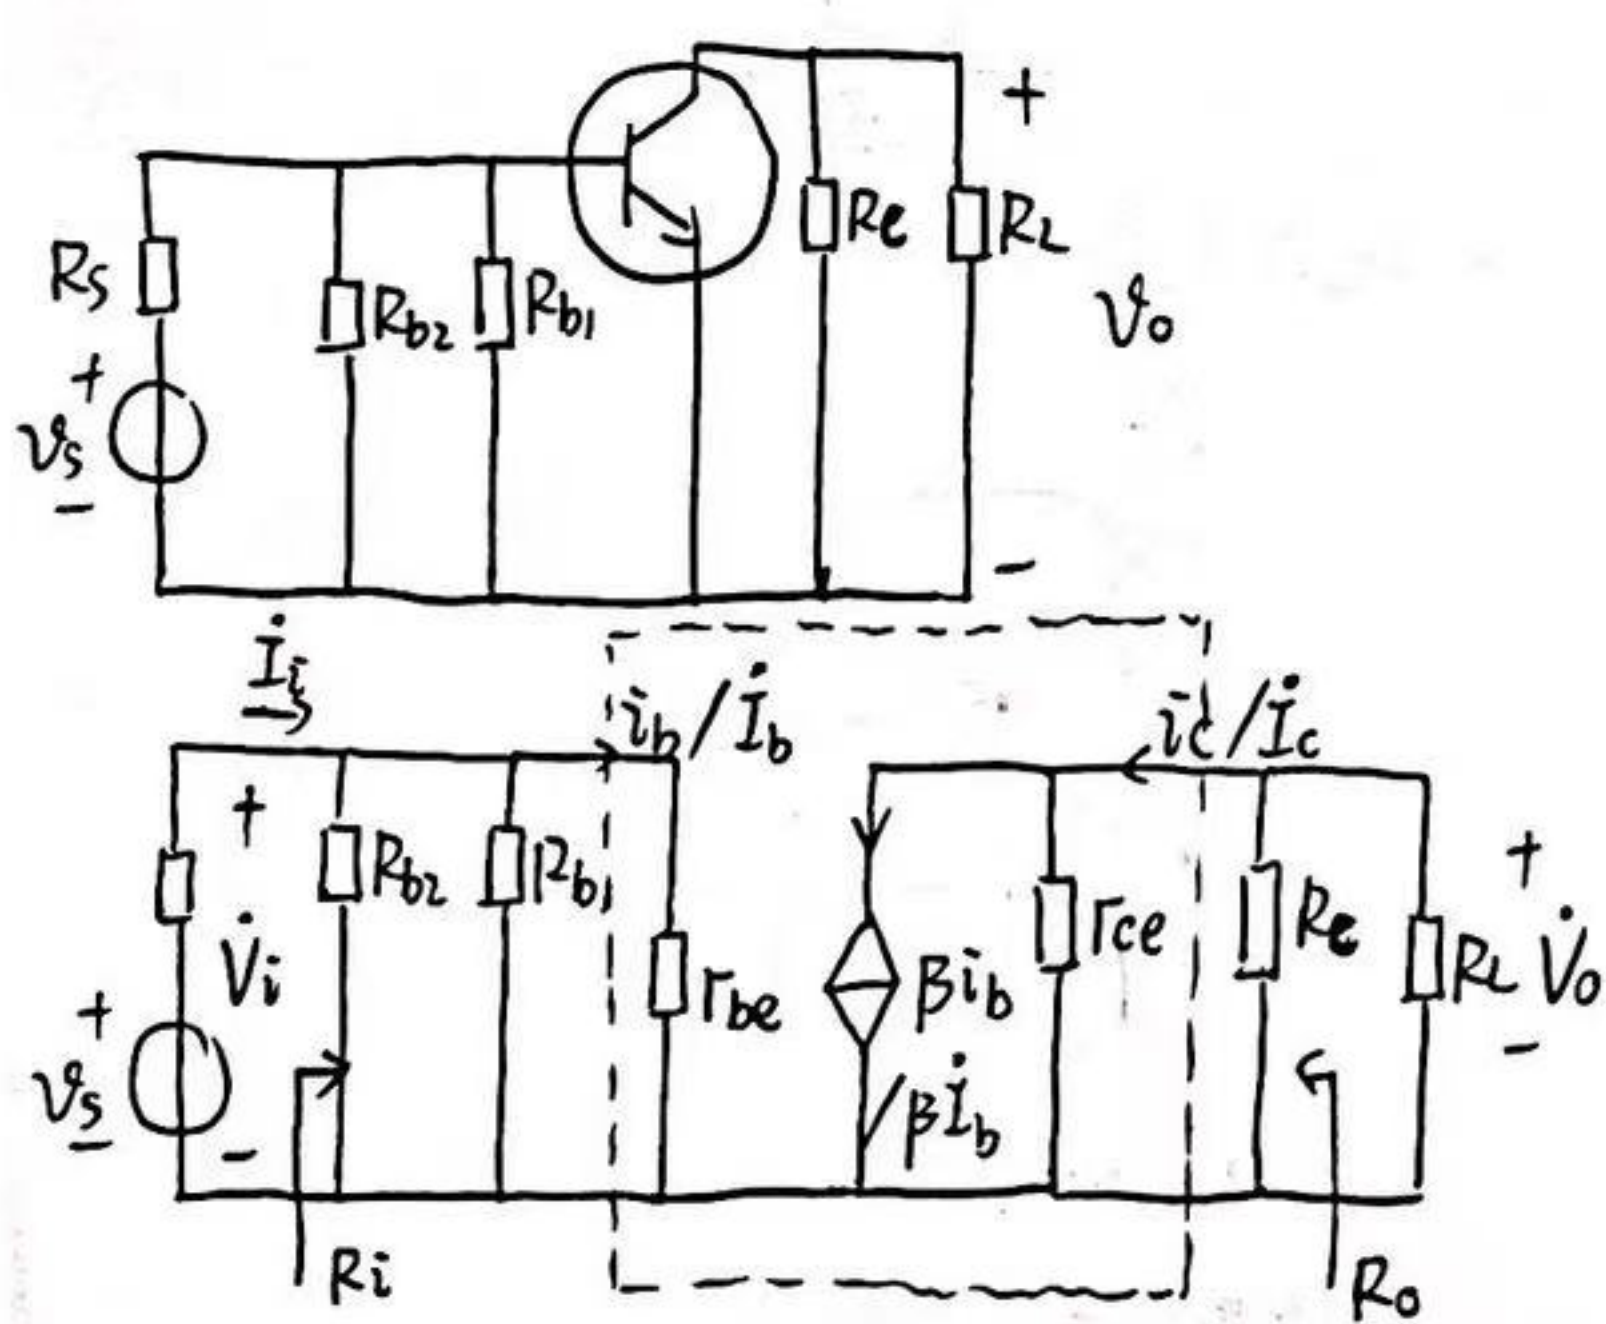 +
Re
RL
Rs
Rb2
Rb1
vo
+
vs
-
-
İi
ib/İb
ic/İc
+
Rb2
Rb1
+
rce
Re
V̇i
rbe
βib
RL
V̇o
+
vs
-
-
-
/βİb
Ri
Ro